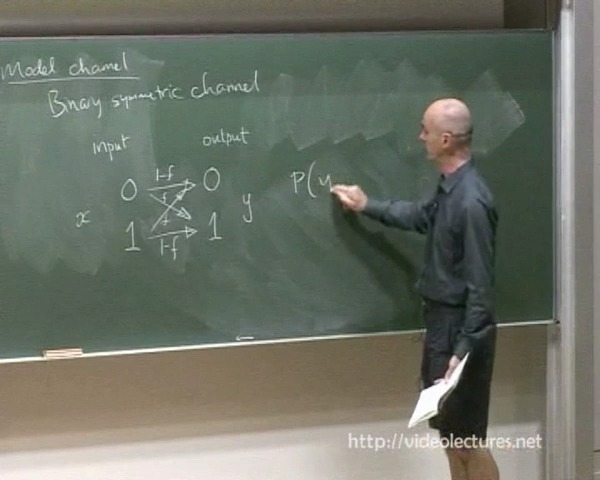 Model channel
Binary symmetric channel
input output
0 1-f 0
f
x y P(y
f
1 1-f 1
http://videolectures.net